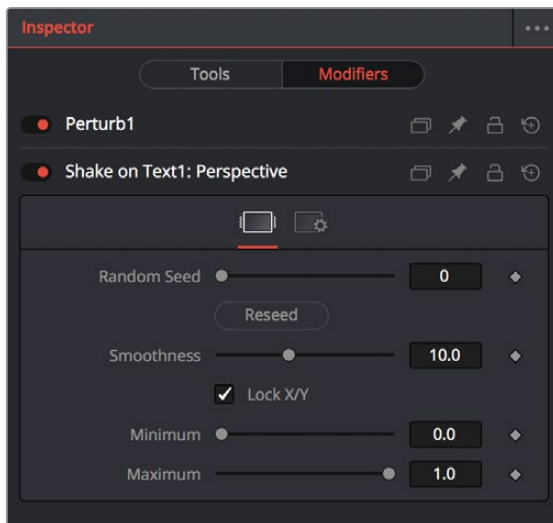 Inspector
Tools Modifiers
Perturb1
Shake on Text1: Perspective
Random Seed 0
Reseed
Smoothness 10.0
Lock X/Y
Minimum 0.0
Maximum 1.0